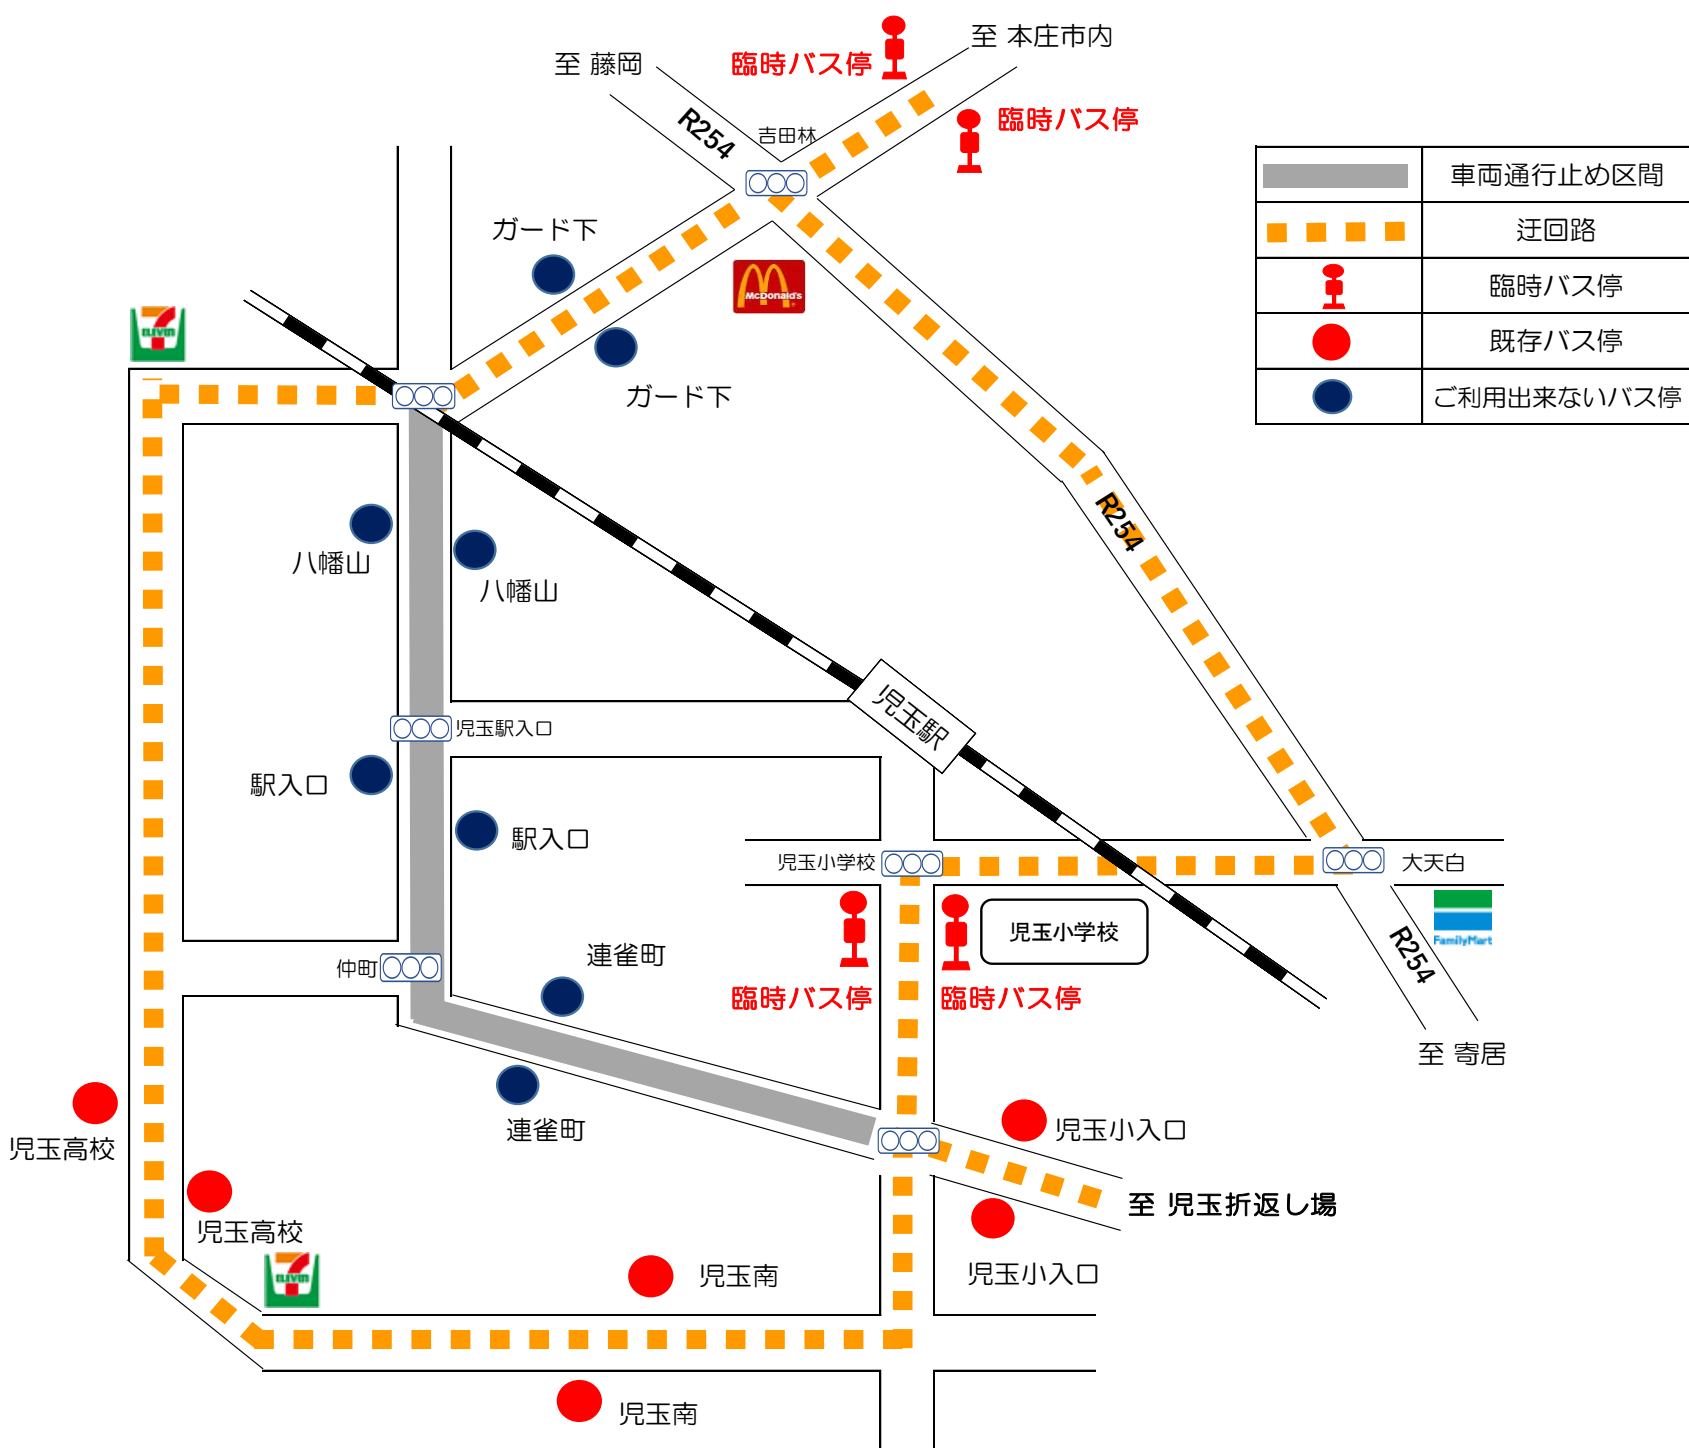 至 本庄市内
臨時バス停
至 藤岡
臨時バス停
R254
吉田林
車両通行止め区間
迂回路
臨時バス停
既存バス停
ご利用出来ないバス停
ガード下
McDonald's
ELEVEN
ガード下
R254
八幡山
八幡山
児玉駅
児玉駅入口
駅入口
駅入口
児玉小学校
大天白
FamilyMart
児玉小学校
R254
連雀町
仲町
臨時バス停
臨時バス停
至 寄居
連雀町
児玉高校
児玉小入口
至 児玉折返し場
児玉高校
ELEVEN
児玉南
児玉小入口
児玉南